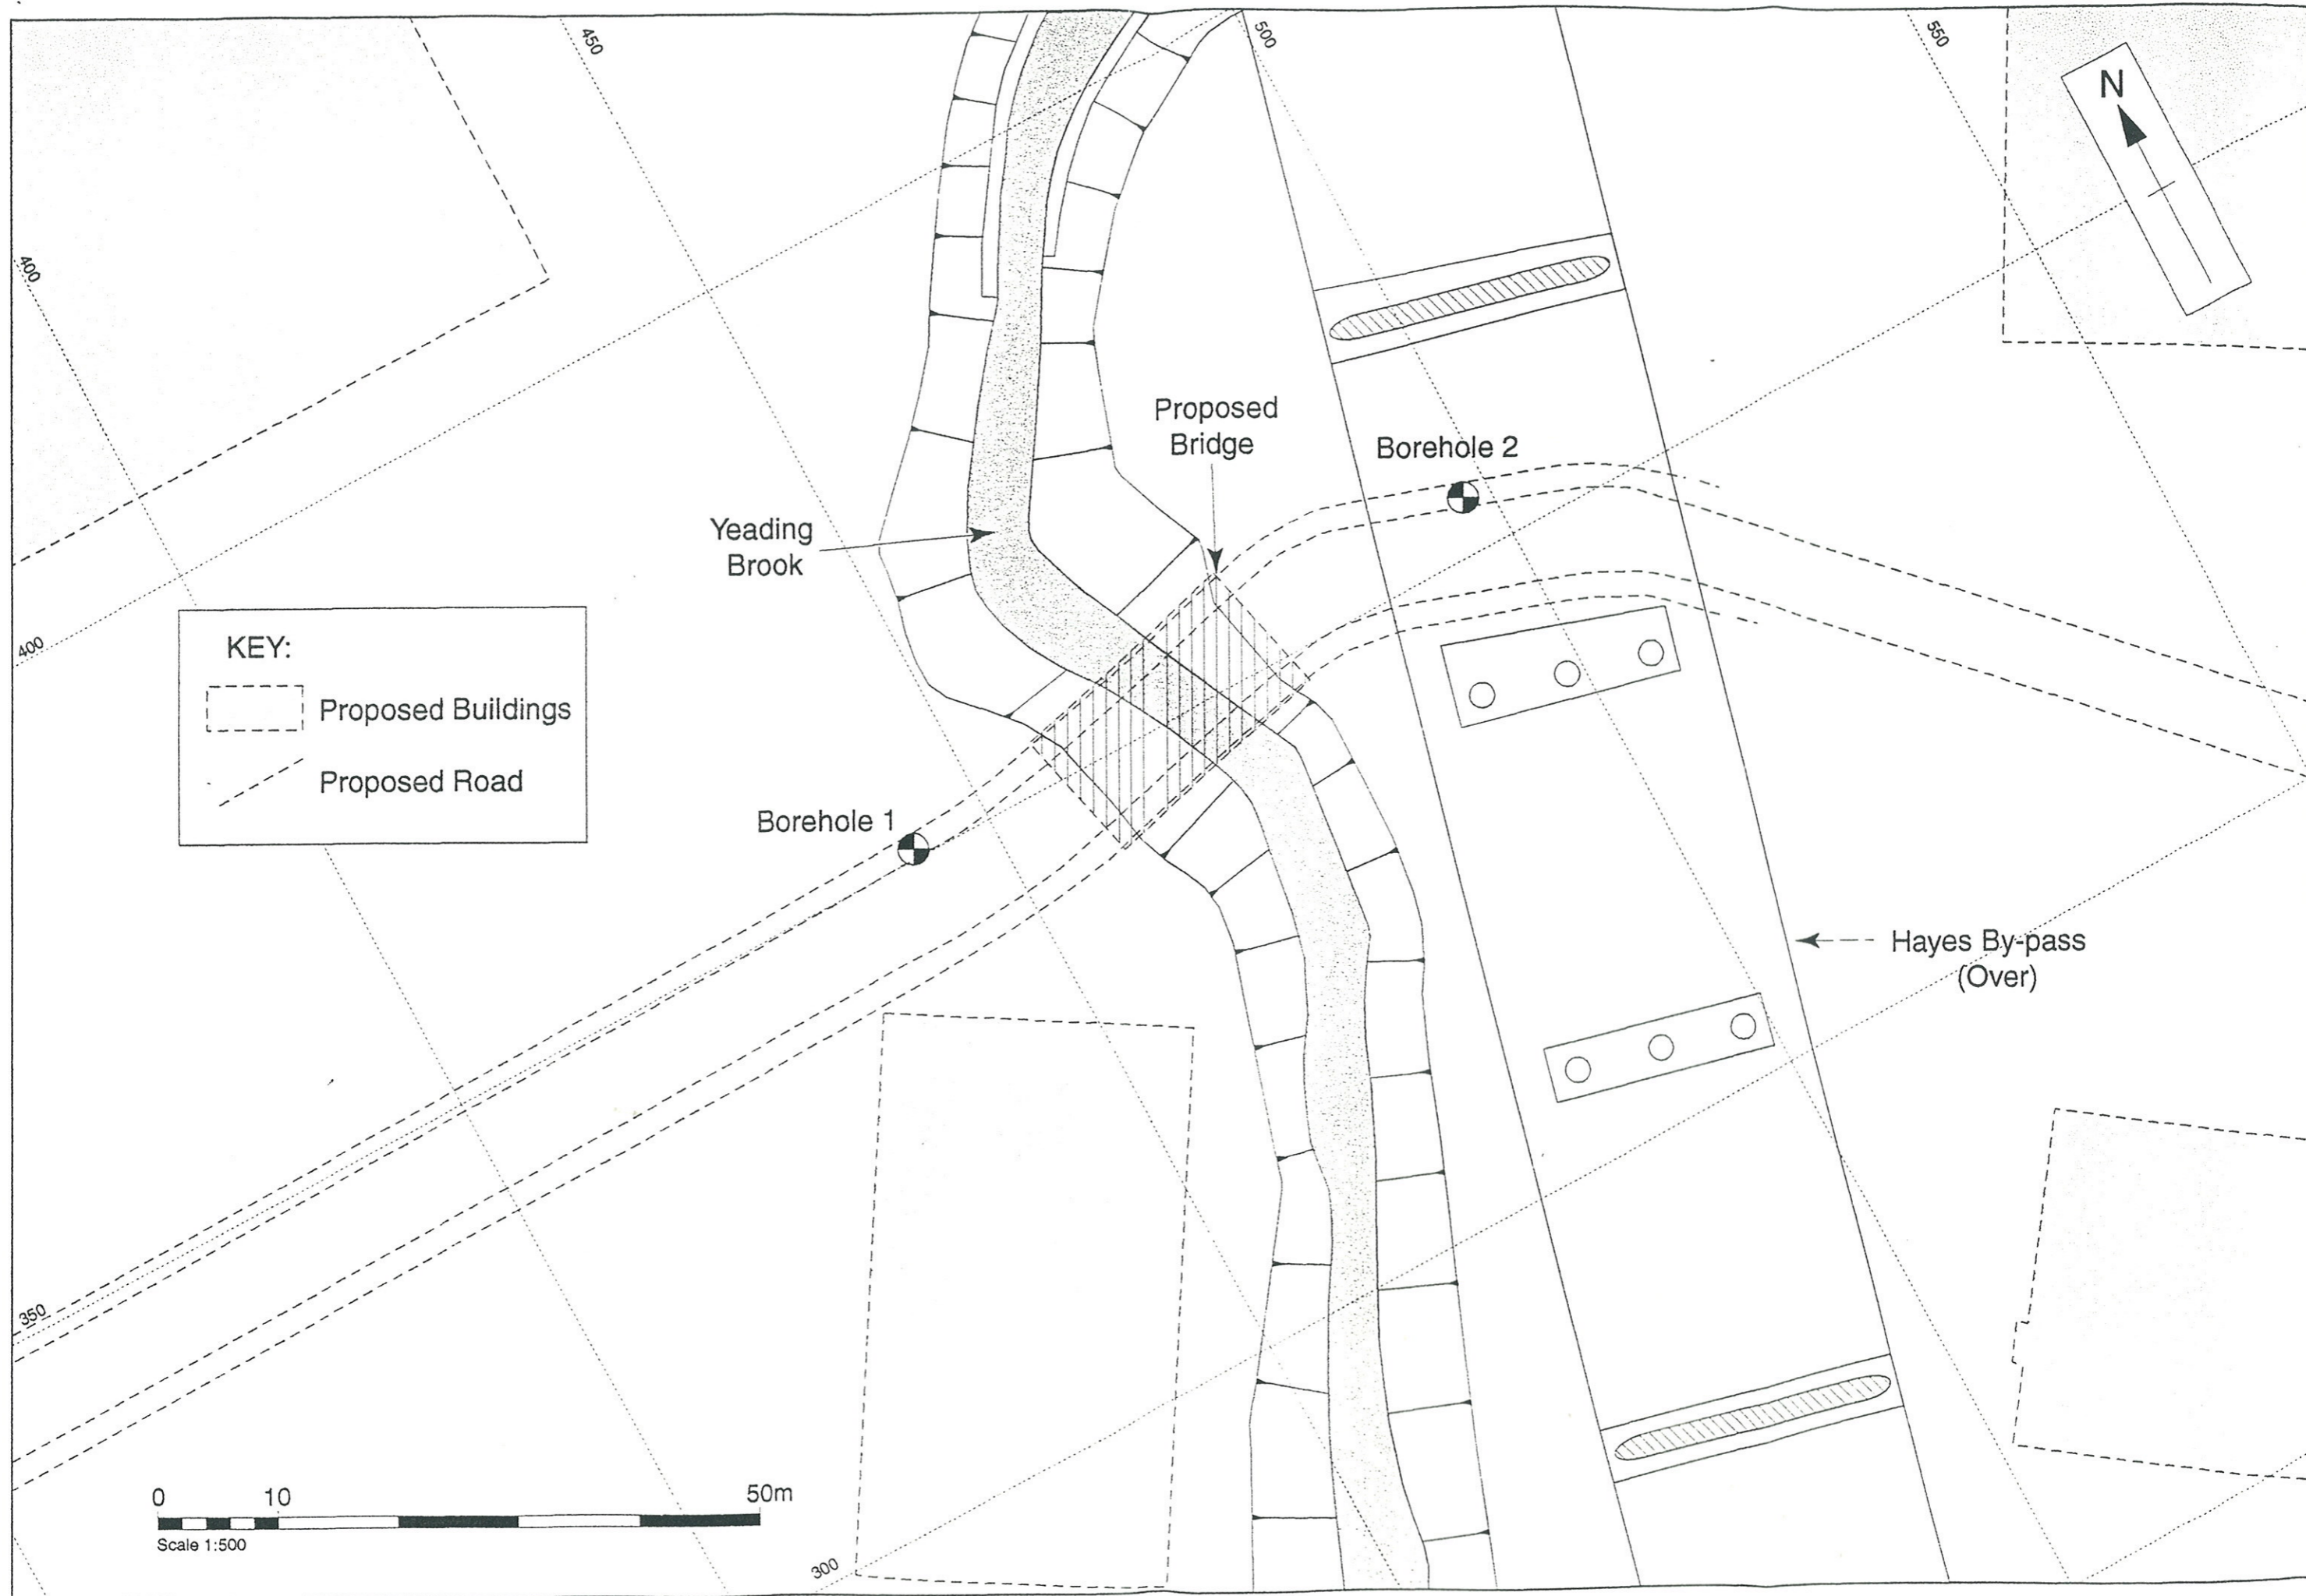 450
500
550
N
400
Proposed
Bridge
Borehole 2
Yeading
Brook
400
KEY:
Proposed Buildings
Proposed Road
Borehole 1
Hayes By-pass
(Over)
350
0 10 50m
Scale 1:500
300